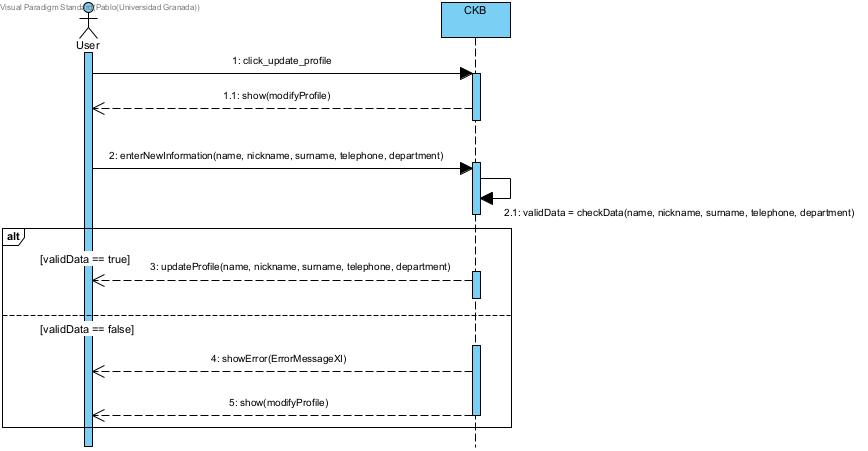 Visual Paradigm Standard(Pablo(Universidad Granada))
CKB
User
1: click_update_profile
1.1: show(modifyProfile)
2: enterNewInformation(name, nickname, surname, telephone, department)
2.1: validData = checkData(name, nickname, surname, telephone, department)
alt
[validData == true]
3: updateProfile(name, nickname, surname, telephone, department)
[validData == false]
4: showError(ErrorMessageXI)
5: show(modifyProfile)